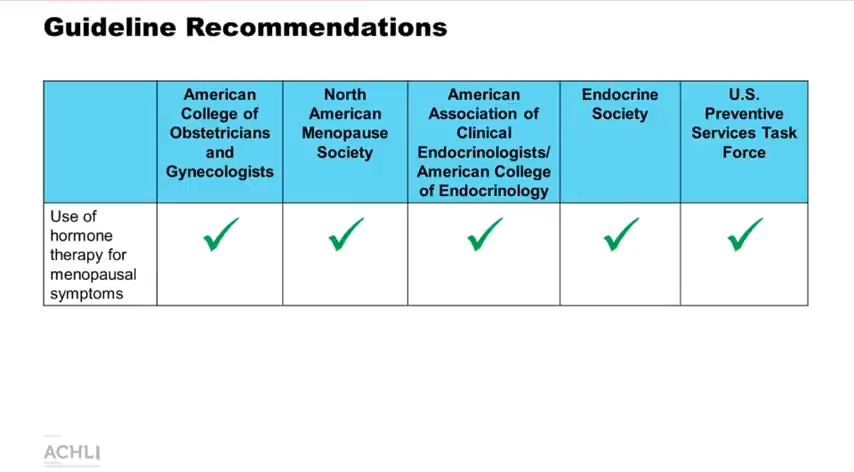 Guideline Recommendations
American
College of
Obstetricians
and
Gynecologists
North
American
Menopause
Society
American
Association of
Clinical
Endocrinologists/
American College
of Endocrinology
Endocrine
Society
U.S.
Preventive
Services Task
Force
Use of
hormone
therapy for
menopausal
symptoms
ACHLI